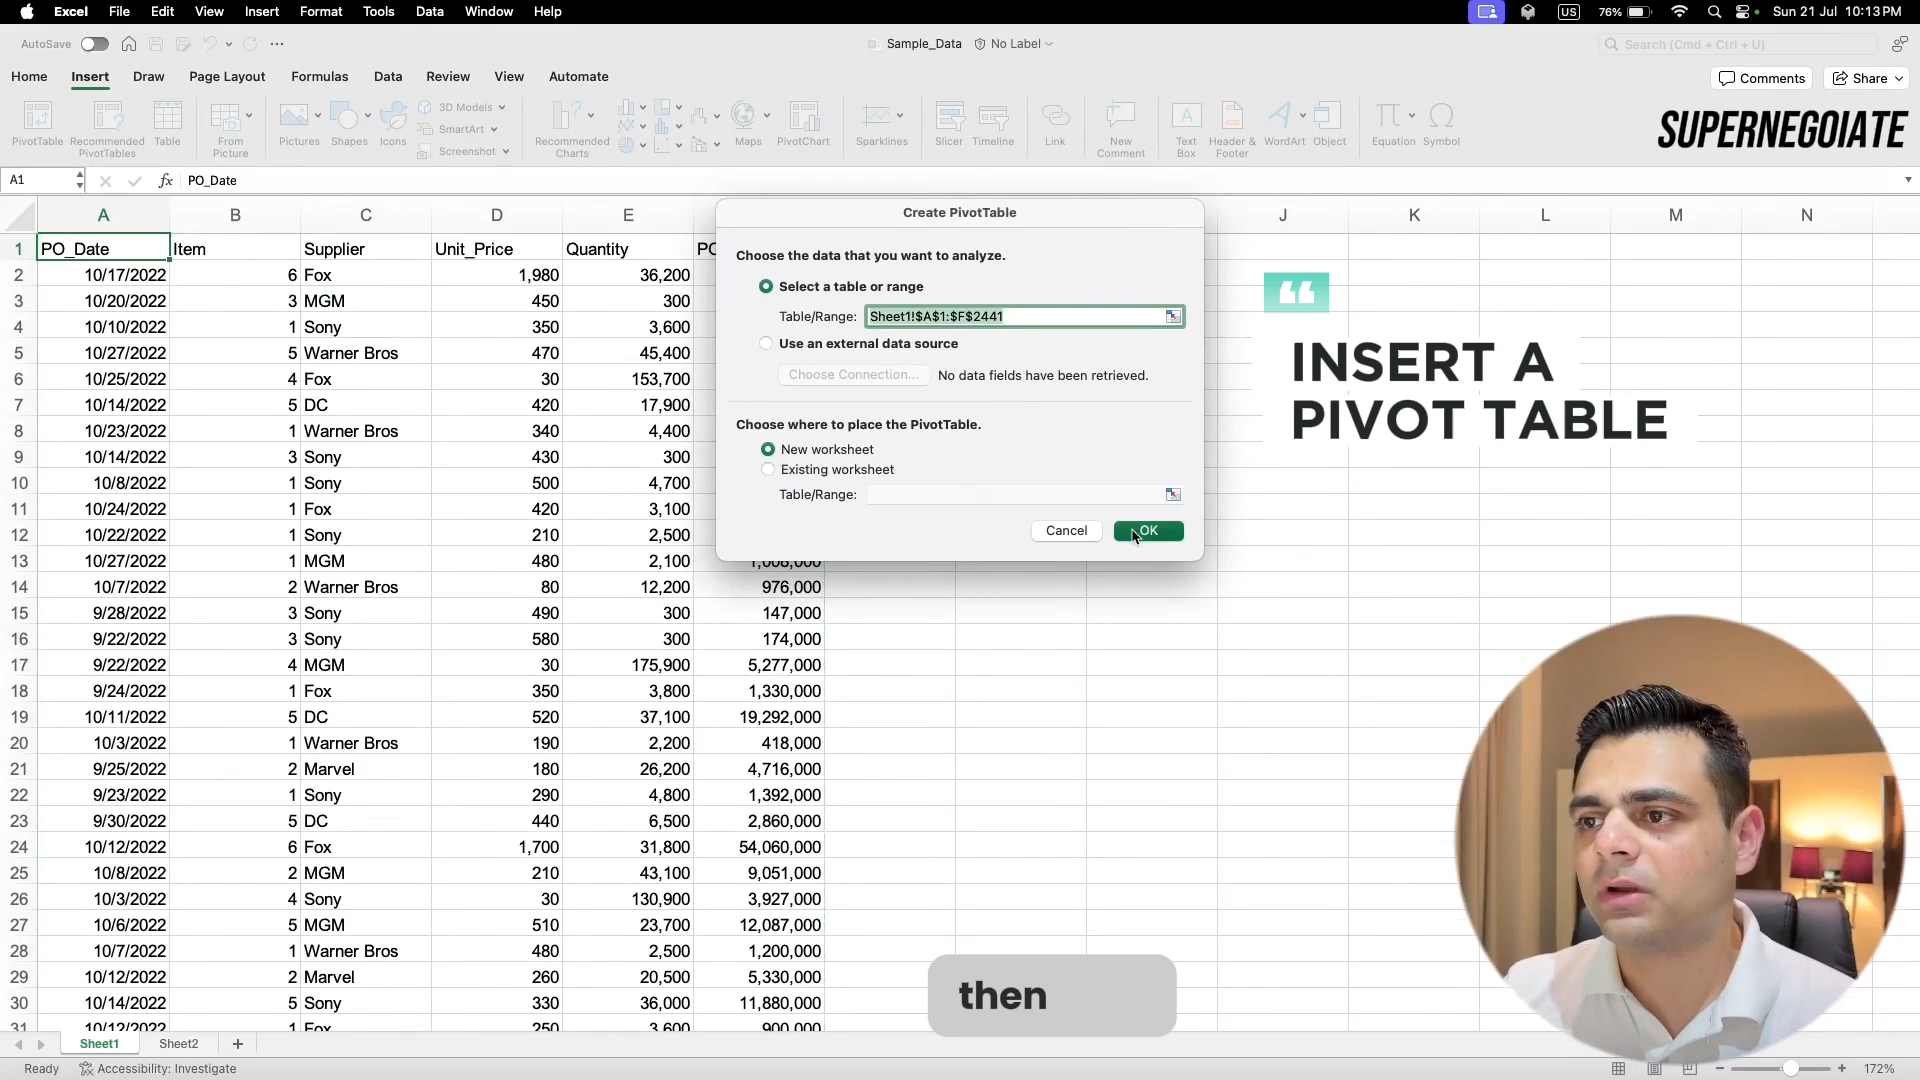 Excel File Edit View Insert Format Tools Data Window Help US 76% Sun 21 Jul 10:13 PM
AutoSave Sample_Data No Label Search (Cmd + Ctrl + U)
Home Insert Draw Page Layout Formulas Data Review View Automate Comments Share
PivotTable Recommended PivotTables Table From Picture Pictures Shapes Icons 3D Models SmartArt Screenshot Recommended Charts Maps PivotChart Sparklines Slicer Timeline Link New Comment Text Box Header & Footer WordArt Object Equation Symbol
SUPERNEGOIATE
A1 fx PO_Date
A B C D E J K L M N
1 PO_Date Item Supplier Unit_Price Quantity
2 10/17/2022 6 Fox 1,980 36,200
3 10/20/2022 3 MGM 450 300
4 10/10/2022 1 Sony 350 3,600
5 10/27/2022 5 Warner Bros 470 45,400
6 10/25/2022 4 Fox 30 153,700
7 10/14/2022 5 DC 420 17,900
8 10/23/2022 1 Warner Bros 340 4,400
9 10/14/2022 3 Sony 430 300
10 10/8/2022 1 Sony 500 4,700
11 10/24/2022 1 Fox 420 3,100
12 10/22/2022 1 Sony 210 2,500
13 10/27/2022 1 MGM 480 2,100 1,008,000
14 10/7/2022 2 Warner Bros 80 12,200 976,000
15 9/28/2022 3 Sony 490 300 147,000
16 9/22/2022 3 Sony 580 300 174,000
17 9/22/2022 4 MGM 30 175,900 5,277,000
18 9/24/2022 1 Fox 350 3,800 1,330,000
19 10/11/2022 5 DC 520 37,100 19,292,000
20 10/3/2022 1 Warner Bros 190 2,200 418,000
21 9/25/2022 2 Marvel 180 26,200 4,716,000
22 9/23/2022 1 Sony 290 4,800 1,392,000
23 9/30/2022 5 DC 440 6,500 2,860,000
24 10/12/2022 6 Fox 1,700 31,800 54,060,000
25 10/8/2022 2 MGM 210 43,100 9,051,000
26 10/3/2022 4 Sony 30 130,900 3,927,000
27 10/6/2022 5 MGM 510 23,700 12,087,000
28 10/7/2022 1 Warner Bros 480 2,500 1,200,000
29 10/12/2022 2 Marvel 260 20,500 5,330,000
30 10/14/2022 5 Sony 330 36,000 11,880,000
31 10/12/2022 1 Fox 250 3,600 900,000
Create PivotTable
Choose the data that you want to analyze.
Select a table or range
Table/Range: Sheet1!$A$1:$F$2441
Use an external data source
Choose Connection... No data fields have been retrieved.
Choose where to place the PivotTable.
New worksheet
Existing worksheet
Table/Range:
Cancel OK
INSERT A
PIVOT TABLE
then
Sheet1 Sheet2 +
Ready Accessibility: Investigate 172%